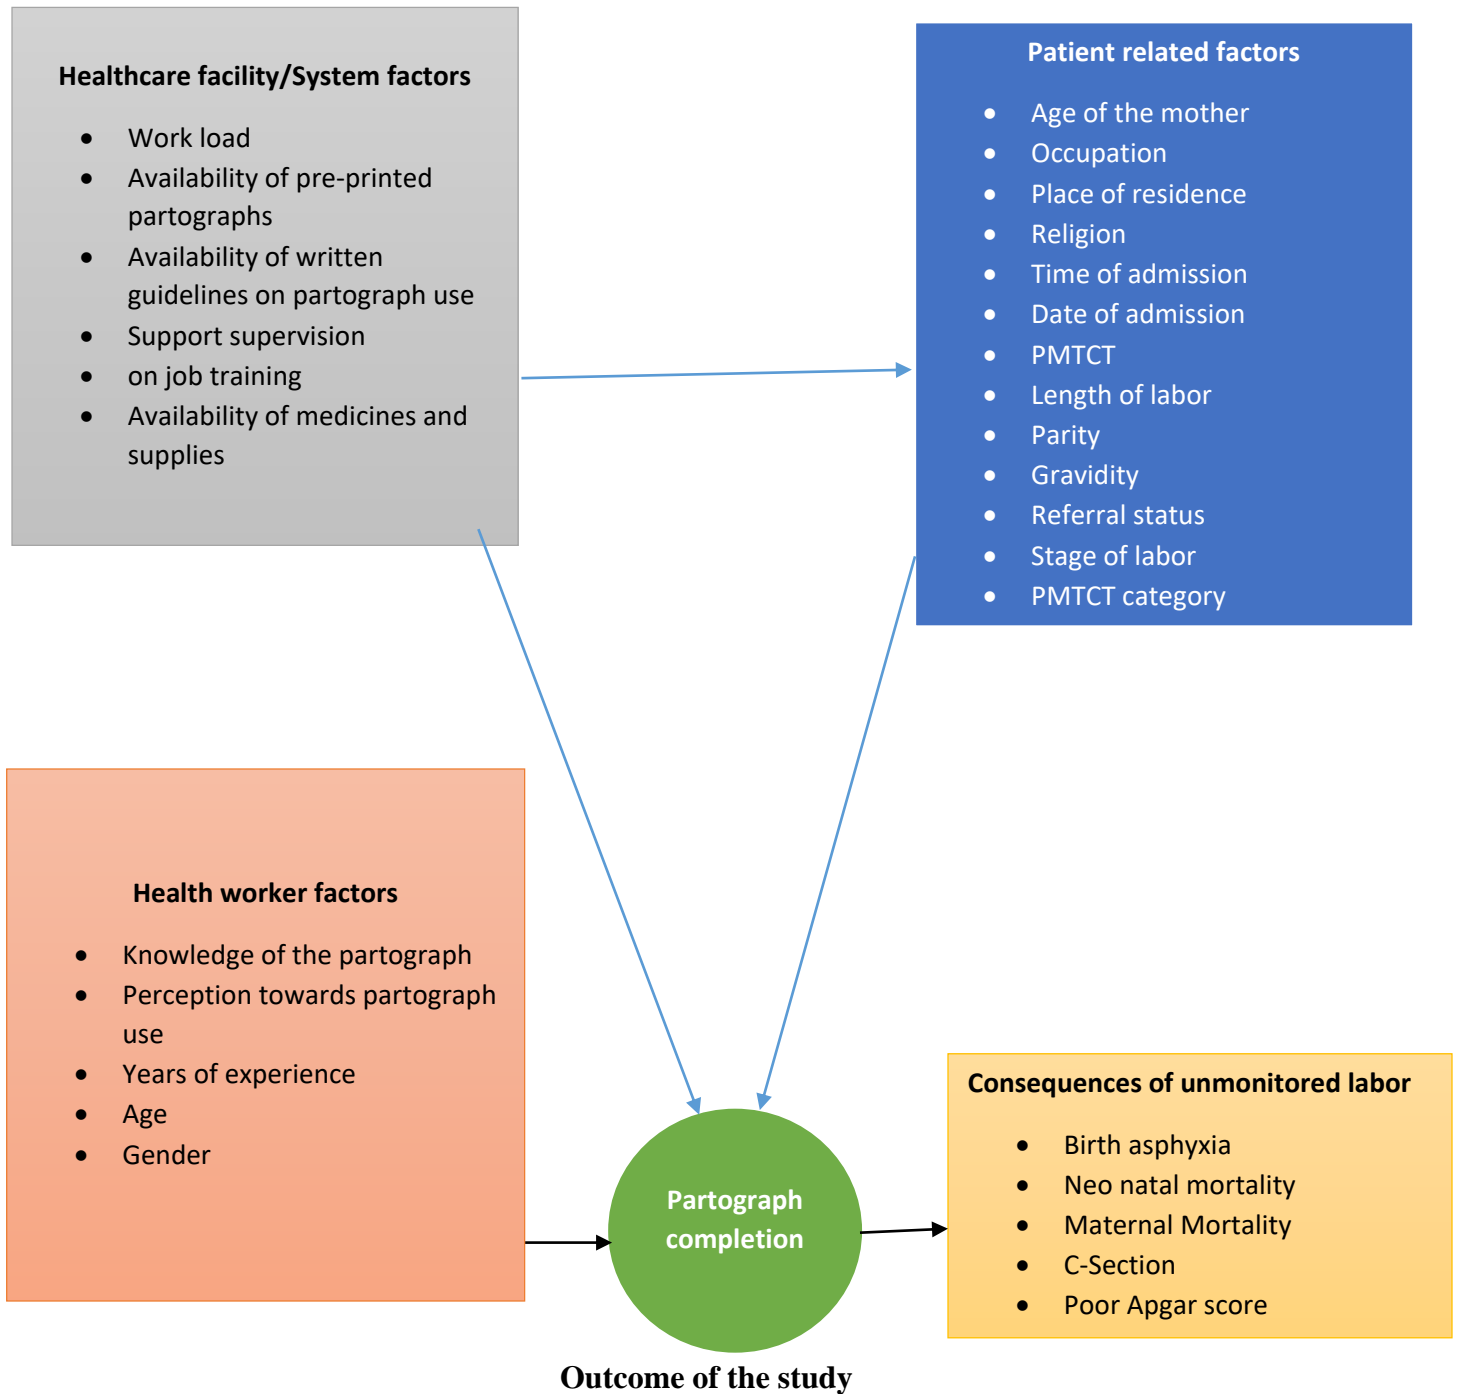 Healthcare facility/System factors
• Work load
• Availability of pre-printed
partographs
• Availability of written
guidelines on partograph use
• Support supervision
• on job training
• Availability of medicines and
supplies
Patient related factors
• Age of the mother
• Occupation
• Place of residence
• Religion
• Time of admission
• Date of admission
• PMTCT
• Length of labor
• Parity
• Gravidity
• Referral status
• Stage of labor
• PMTCT category
Health worker factors
• Knowledge of the partograph
• Perception towards partograph
use
• Years of experience
• Age
• Gender
Partograph
completion
Consequences of unmonitored labor
• Birth asphyxia
• Neo natal mortality
• Maternal Mortality
• C-Section
• Poor Apgar score
Outcome of the study